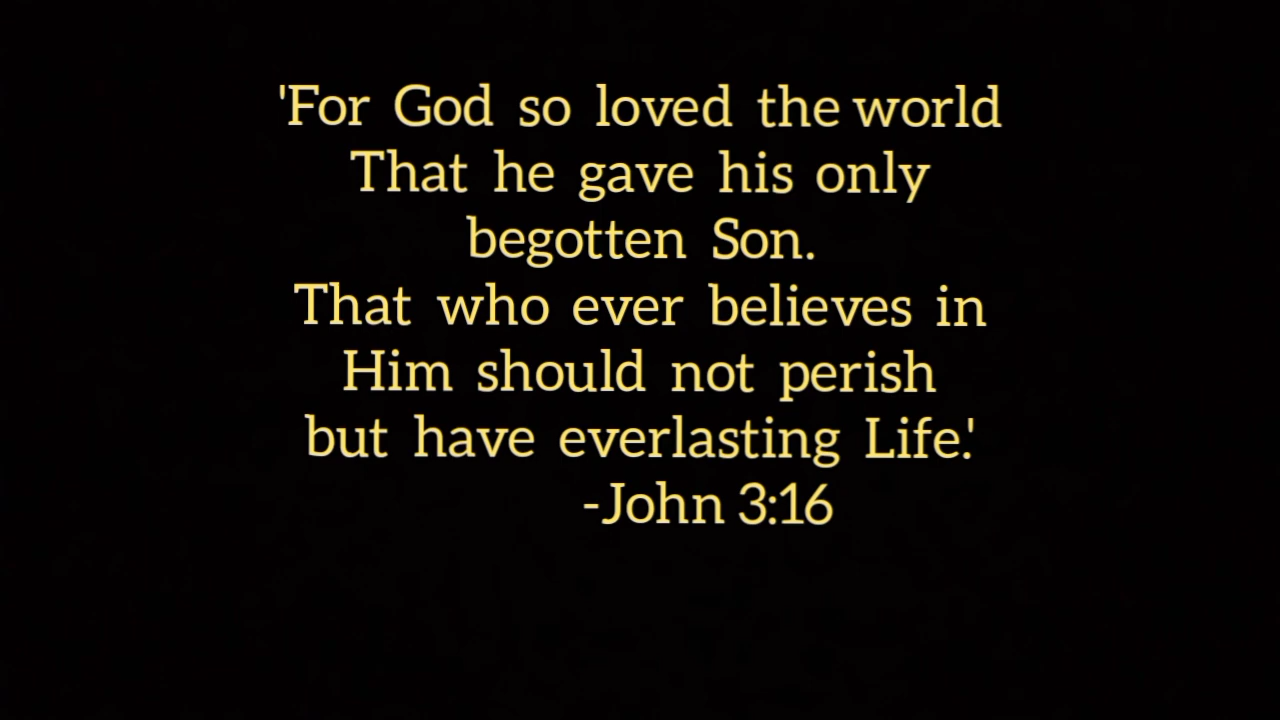 'For God so loved the world
That he gave his only
begotten Son.
That who ever believes in
Him should not perish
but have everlasting Life.'
-John 3:16